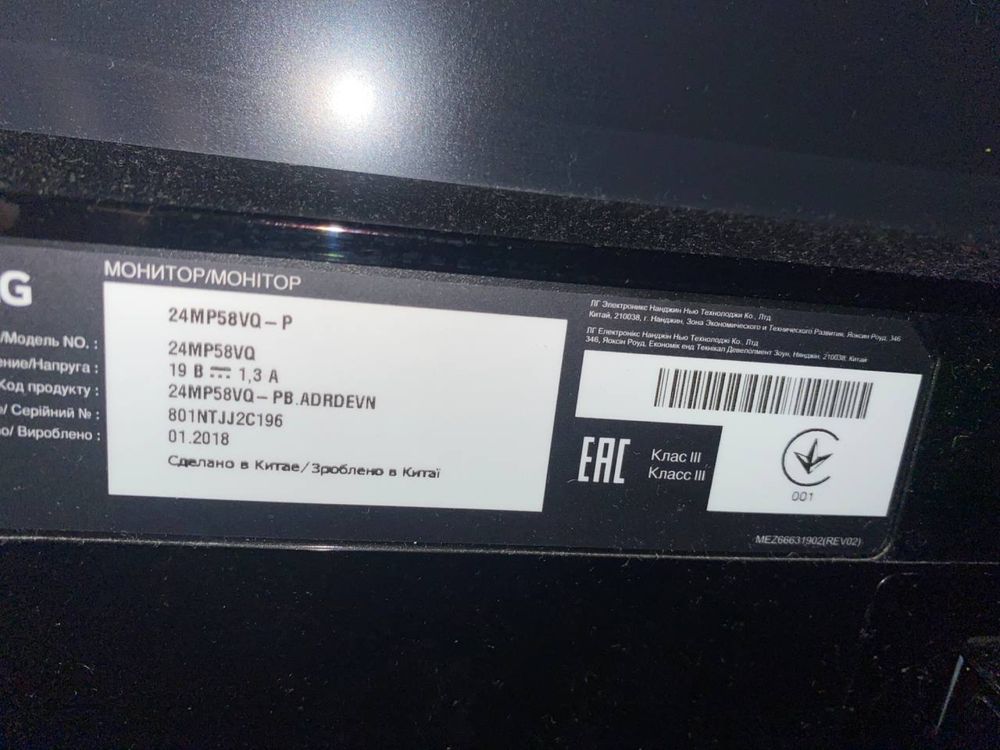 МОНИТОР/МОНІТОР
G
24MP58VQ-P
/Модель NO. : 24MP58VQ
ение/Напруга : 19 В 1,3 А
Код продукту : 24MP58VQ-PB.ADRDEVN
/ Серійний № : 801NTJJ2C196
о/ Вироблено : 01.2018
Сделано в Китае/Зроблено в Китаї
ЛГ Электроникс Нанджин Нью Технолоджи Ко., Лтд
Китай, 210038, г. Нанджин, Зона Экономического и Технического Развития, Яоксин Роуд, 346
ЛГ Електронікс Нанджин Нью Технолоджі Ко., Лтд
346, Яоксін Роуд, Економік енд Текнікал Девелопмент Зоун, Нянджін, 210038, Китай
EAC
Клас III
Класс III
001
MEZ66631902(REV02)